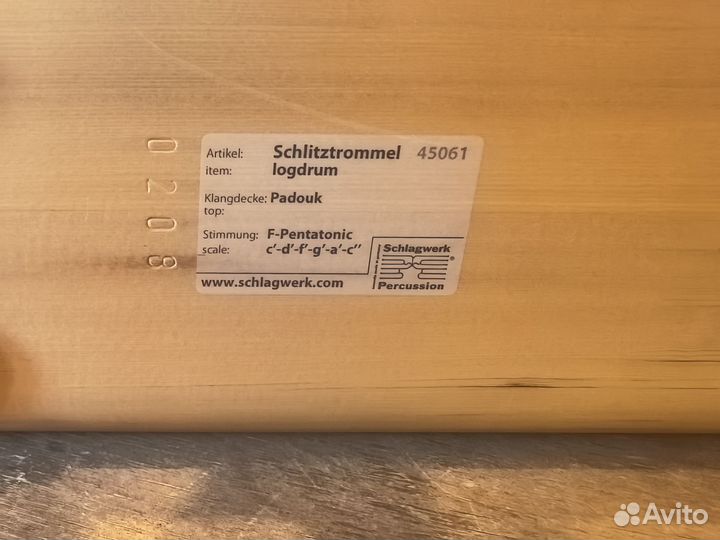 0208
Artikel: Schlitztrommel 45061
item: logdrum
Klangdecke: Padouk
top:
Stimmung: F-Pentatonic
scale: c'-d'-f'-g'-a'-c''
Schlagwerk ®
Percussion
www.schlagwerk.com
Avito